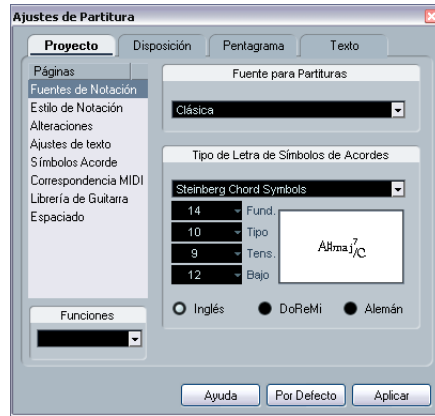 Ajustes de Partitura
Proyecto Disposición Pentagrama Texto
Páginas
Fuentes de Notación
Estilo de Notación
Alteraciones
Ajustes de texto
Símbolos Acorde
Correspondencia MIDI
Librería de Guitarra
Espaciado
Funciones
Fuente para Partituras
Clásica
Tipo de Letra de Símbolos de Acordes
Steinberg Chord Symbols
14 Fund.
10 Tipo
9 Tens.
12 Bajo
A#maj7/C
Inglés DoReMi Alemán
Ayuda Por Defecto Aplicar